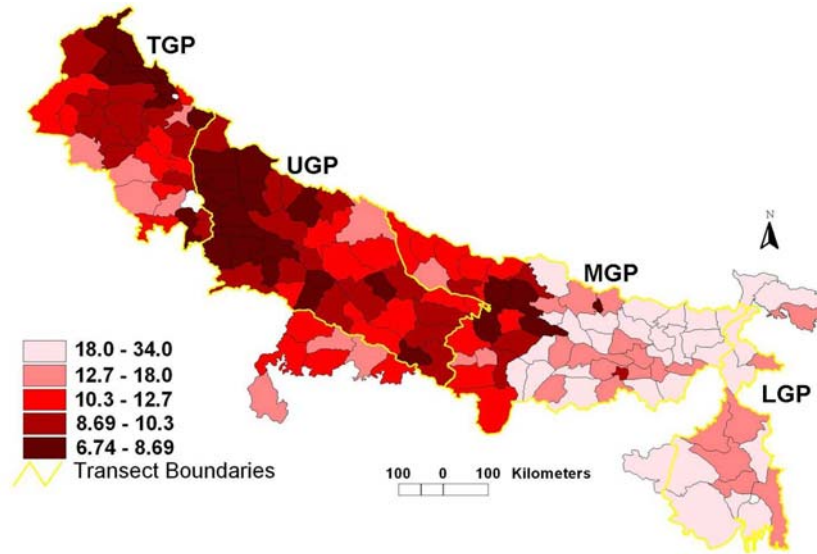 TGP
UGP
N
MGP
LGP
18.0 - 34.0
12.7 - 18.0
10.3 - 12.7
8.69 - 10.3
6.74 - 8.69
Transect Boundaries
100 0 100 Kilometers